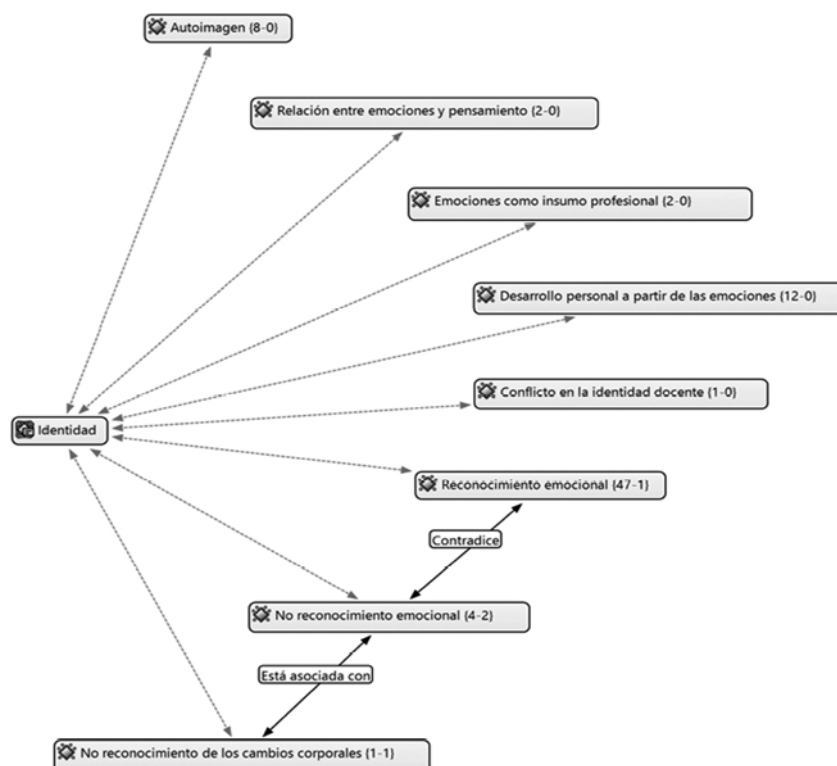 Autoimagen {8-0}
Relación entre emociones y pensamiento {2-0}
Emociones como insumo profesional {2-0}
Desarrollo personal a partir de las emociones {12-0}
Conflicto en la identidad docente {1-0}
Identidad
Reconocimiento emocional {47-1}
Contradice
No reconocimiento emocional {4-2}
Está asociada con
No reconocimiento de los cambios corporales {1-1}